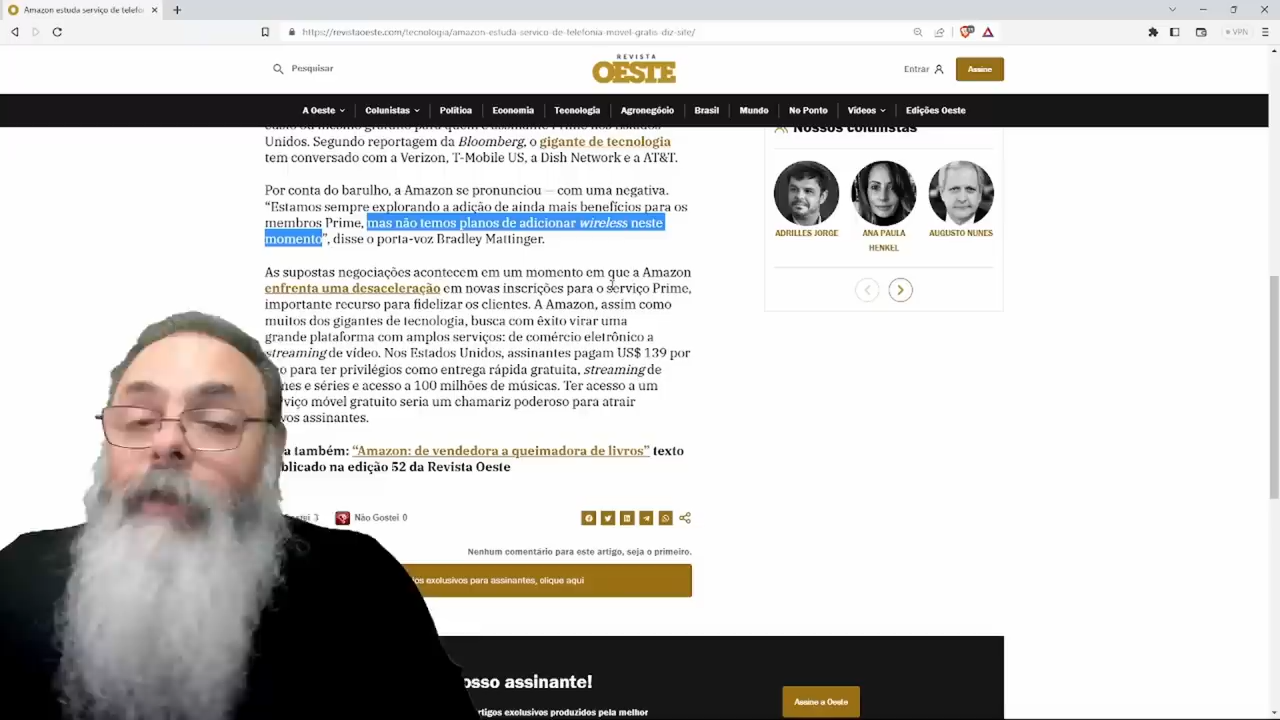 Amazon estuda serviço de telefo
https://revistaoeste.com/tecnologia/amazon-estuda-servico-de-telefonia-movel-gratis-diz-site/
VPN
Pesquisar
REVISTA
OESTE
Entrar
Assine
A Oeste
Colunistas
Política
Economia
Tecnologia
Agronegócio
Brasil
Mundo
No Ponto
Vídeos
Edições Oeste
Unidos. Segundo reportagem da Bloomberg, o gigante de tecnologia
tem conversado com a Verizon, T-Mobile US, a Dish Network e a AT&T.
Por conta do barulho, a Amazon se pronunciou — com uma negativa.
“Estamos sempre explorando a adição de ainda mais benefícios para os
membros Prime, mas não temos planos de adicionar wireless neste
momento”, disse o porta-voz Bradley Mattinger.
As supostas negociações acontecem em um momento em que a Amazon
enfrenta uma desaceleração em novas inscrições para o serviço Prime,
importante recurso para fidelizar os clientes. A Amazon, assim como
muitos dos gigantes de tecnologia, busca com êxito virar uma
grande plataforma com amplos serviços: de comércio eletrônico a
streaming de vídeo. Nos Estados Unidos, assinantes pagam US$ 139 por
para ter privilégios como entrega rápida gratuita, streaming de
e séries e acesso a 100 milhões de músicas. Ter acesso a um
móvel gratuito seria um chamariz poderoso para atrair
assinantes.
também: “Amazon: de vendedora a queimadora de livros” texto
na edição 52 da Revista Oeste
3
Não Gostei 0
Nenhum comentário para este artigo, seja o primeiro.
exclusivos para assinantes, clique aqui
Nossos colunistas
ADRILLES JORGE
ANA PAULA
HENKEL
AUGUSTO NUNES
assinante!
exclusivos produzidos pela melhor
Assine a Oeste